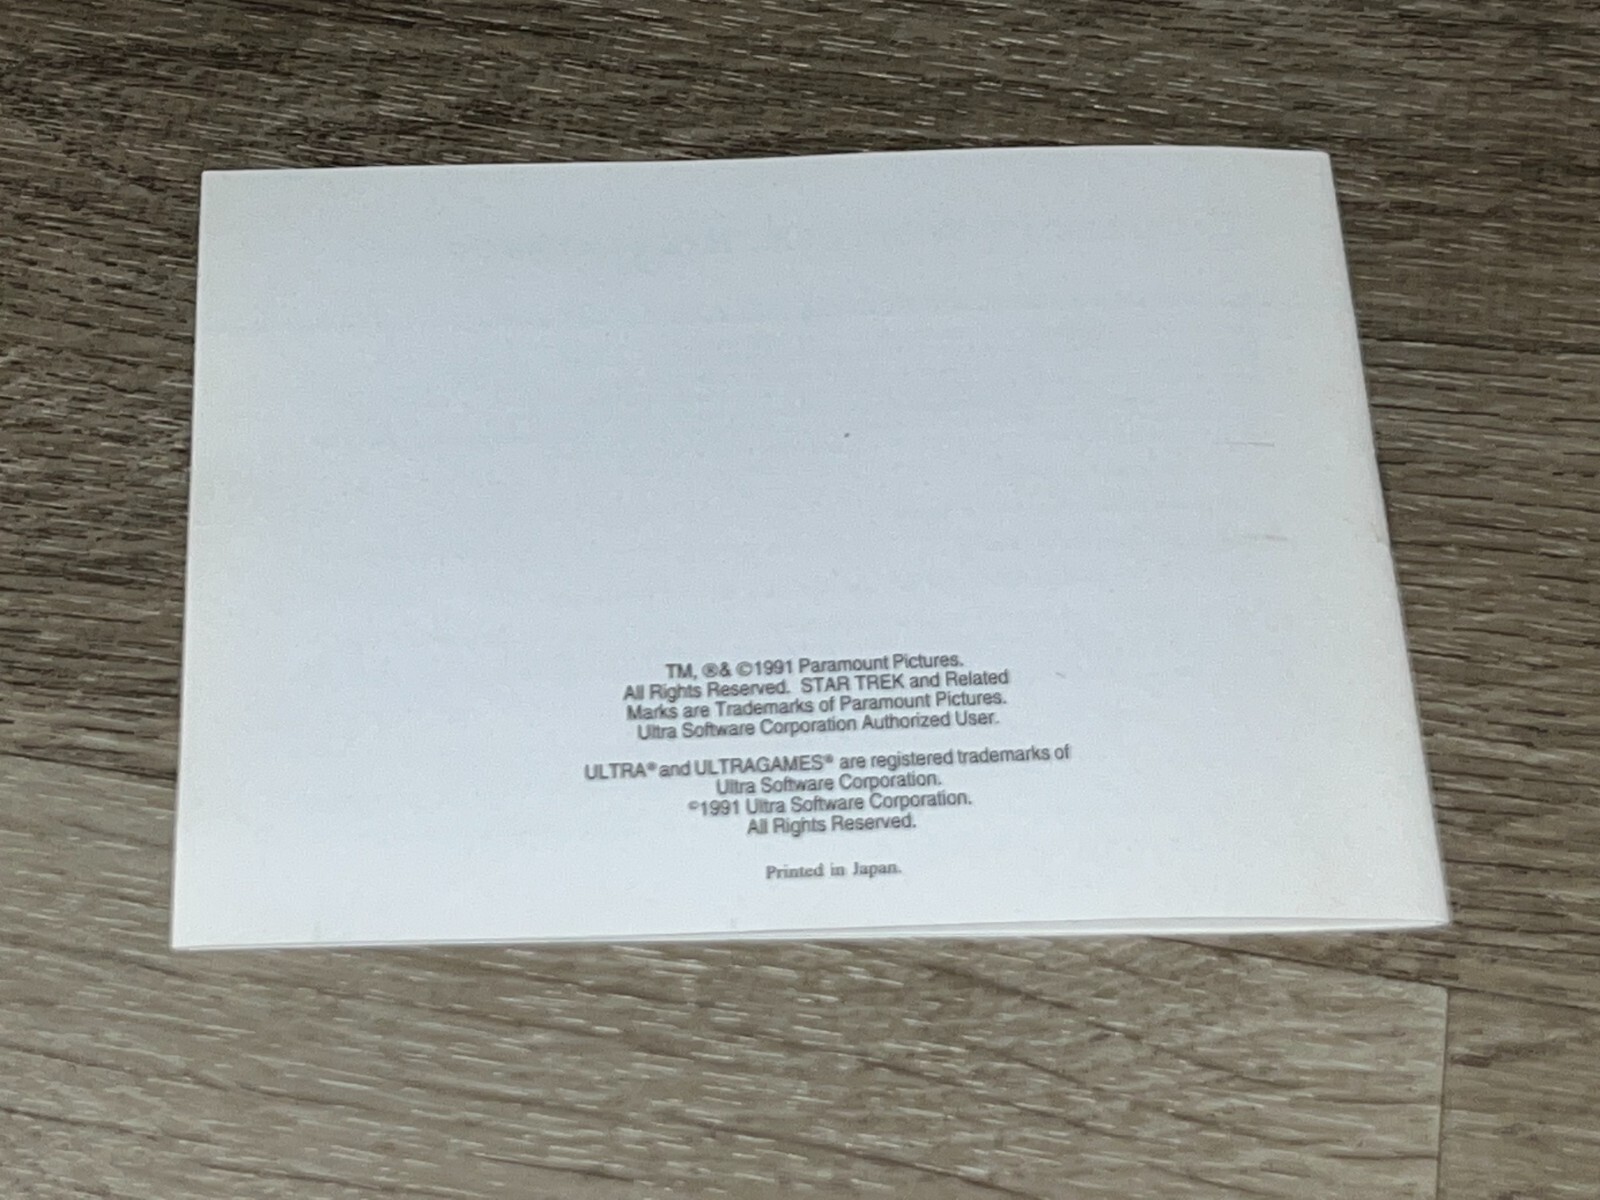 TM, ®& ©1991 Paramount Pictures.
All Rights Reserved. STAR TREK and Related
Marks are Trademarks of Paramount Pictures.
Ultra Software Corporation Authorized User.
ULTRA® and ULTRAGAMES® are registered trademarks of
Ultra Software Corporation.
©1991 Ultra Software Corporation.
All Rights Reserved.
Printed in Japan.